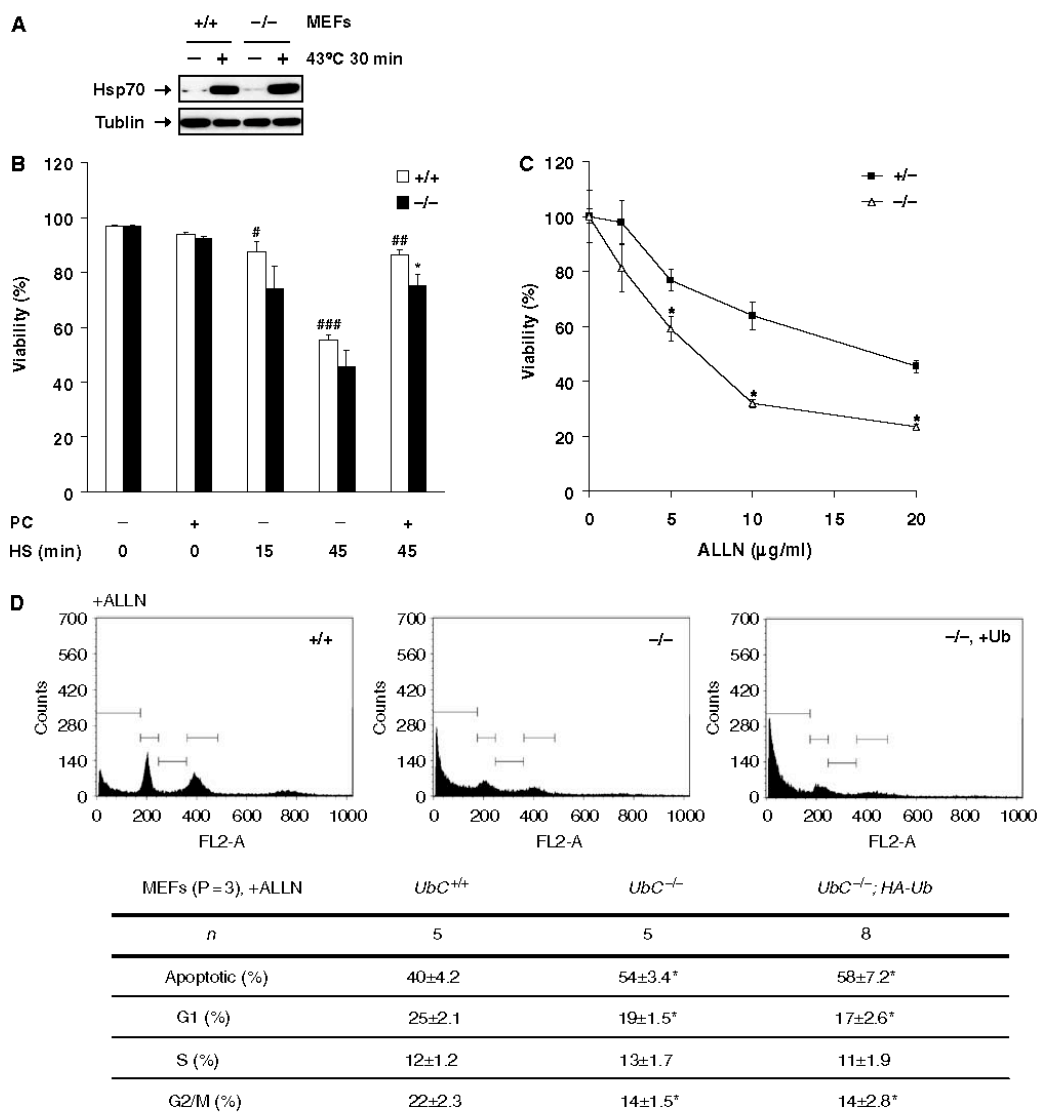 A
+/+ –/– MEFs
– + – + 43ºC 30 min
Hsp70 →
Tublin →
B
120
100
80
60
40
20
0
Viability (%)
+/+
–/–
#
###
##
*
PC – + – – +
HS (min) 0 0 15 45 45
C
120
100
80
60
40
20
0
Viability (%)
+/–
–/–
*
*
*
0 5 10 15 20
ALLN (µg/ml)
D
+ALLN
700
560
420
280
140
0
Counts
+/+
0 200 400 600 800 1000
FL2-A
700
560
420
280
140
0
Counts
–/–
0 200 400 600 800 1000
FL2-A
700
560
420
280
140
0
Counts
–/–, +Ub
0 200 400 600 800 1000
FL2-A
MEFs (P = 3), +ALLN UbC+/+ UbC–/– UbC–/–; HA-Ub
n 5 5 8
Apoptotic (%) 40±4.2 54±3.4* 58±7.2*
G1 (%) 25±2.1 19±1.5* 17±2.6*
S (%) 12±1.2 13±1.7 11±1.9
G2/M (%) 22±2.3 14±1.5* 14±2.8*